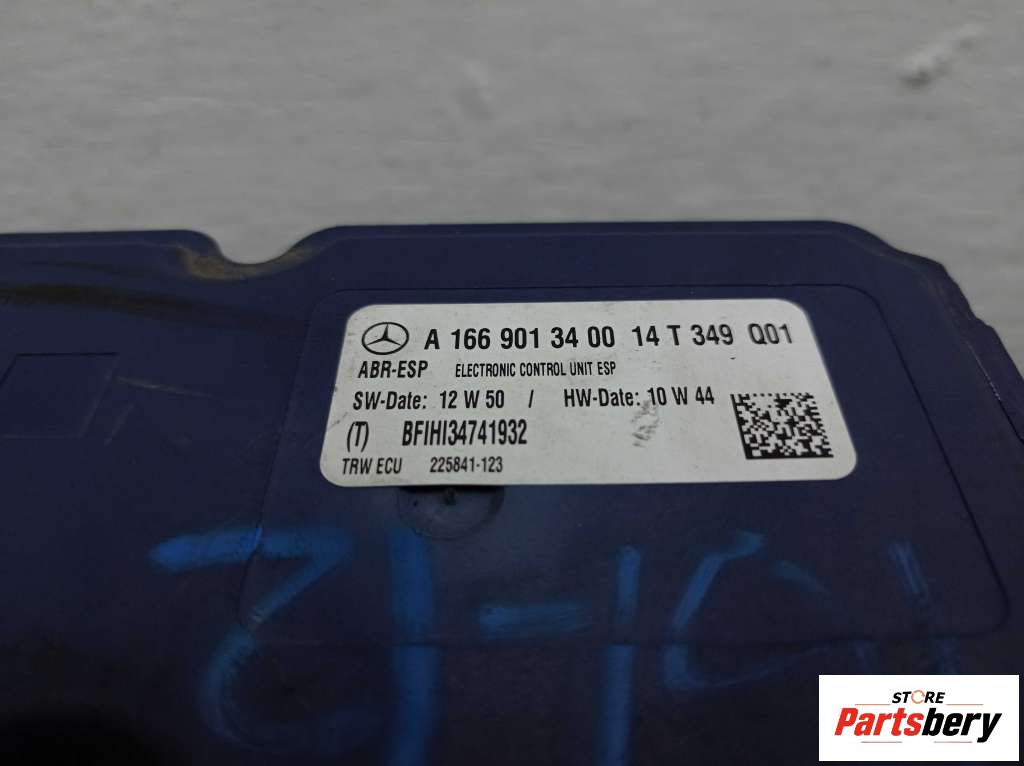 A 166 901 34 00 14 T 349 Q01
ABR-ESP ELECTRONIC CONTROL UNIT ESP
SW-Date: 12 W 50 / HW-Date: 10 W 44
(T) BFIHI34741932
TRW ECU 225841-123
STORE
Partsbery